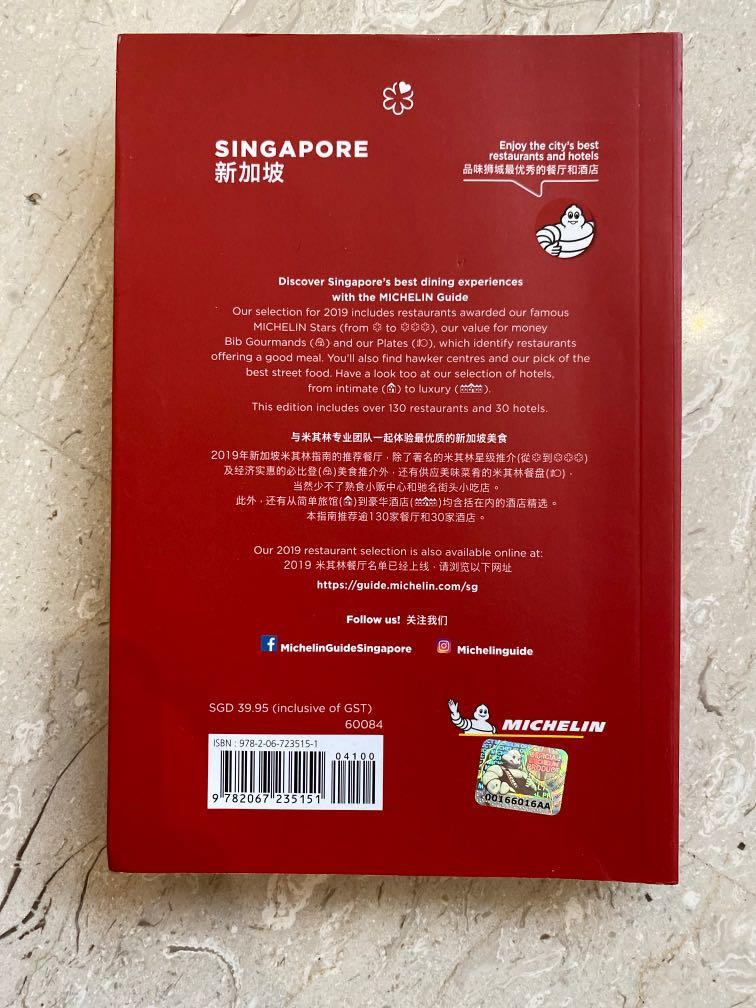 SINGAPORE
新加坡
Enjoy the city's best
restaurants and hotels
品味狮城最优秀的餐厅和酒店
Discover Singapore's best dining experiences
with the MICHELIN Guide
Our selection for 2019 includes restaurants awarded our famous
MICHELIN Stars (from to ), our value for money
Bib Gourmands () and our Plates (), which identify restaurants
offering a good meal. You'll also find hawker centres and our pick of the
best street food. Have a look too at our selection of hotels,
from intimate () to luxury ().
This edition includes over 130 restaurants and 30 hotels.
与米其林专业团队一起体验最优质的新加坡美食
2019年新加坡米其林指南的推荐餐厅，除了著名的米其林星级推介(從到)
及经济实惠的必比登()美食推介外，还有供应美味菜肴的米其林餐盘()，
当然少不了熟食小贩中心和驰名街头小吃店。
此外，还有从简单旅馆()到豪华酒店()均含括在内的酒店精选。
本指南推荐逾130家餐厅和30家酒店。
Our 2019 restaurant selection is also available online at:
2019 米其林餐厅名单已经上线，请浏览以下网址
https://guide.michelin.com/sg
Follow us! 关注我们
MichelinGuideSingapore
Michelinguide
SGD 39.95 (inclusive of GST)
60084
ISBN : 978-2-06-723515-1
04100
9 782067 235151
MICHELIN
00166016AA